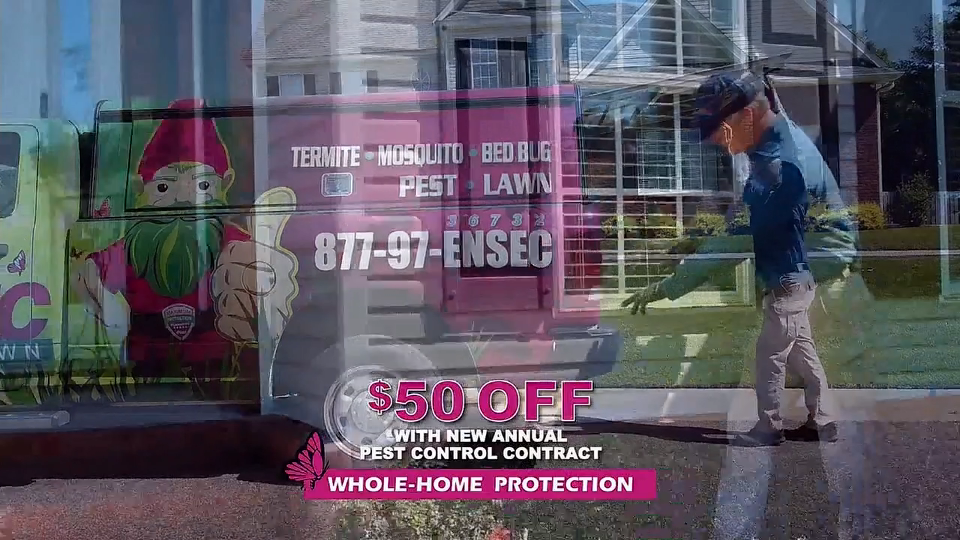 TERMITE • MOSQUITO • BED BUG
PEST • LAWN
36732
877-97-ENSEC
C
WN
$50 OFF
WITH NEW ANNUAL
PEST CONTROL CONTRACT
WHOLE-HOME PROTECTION